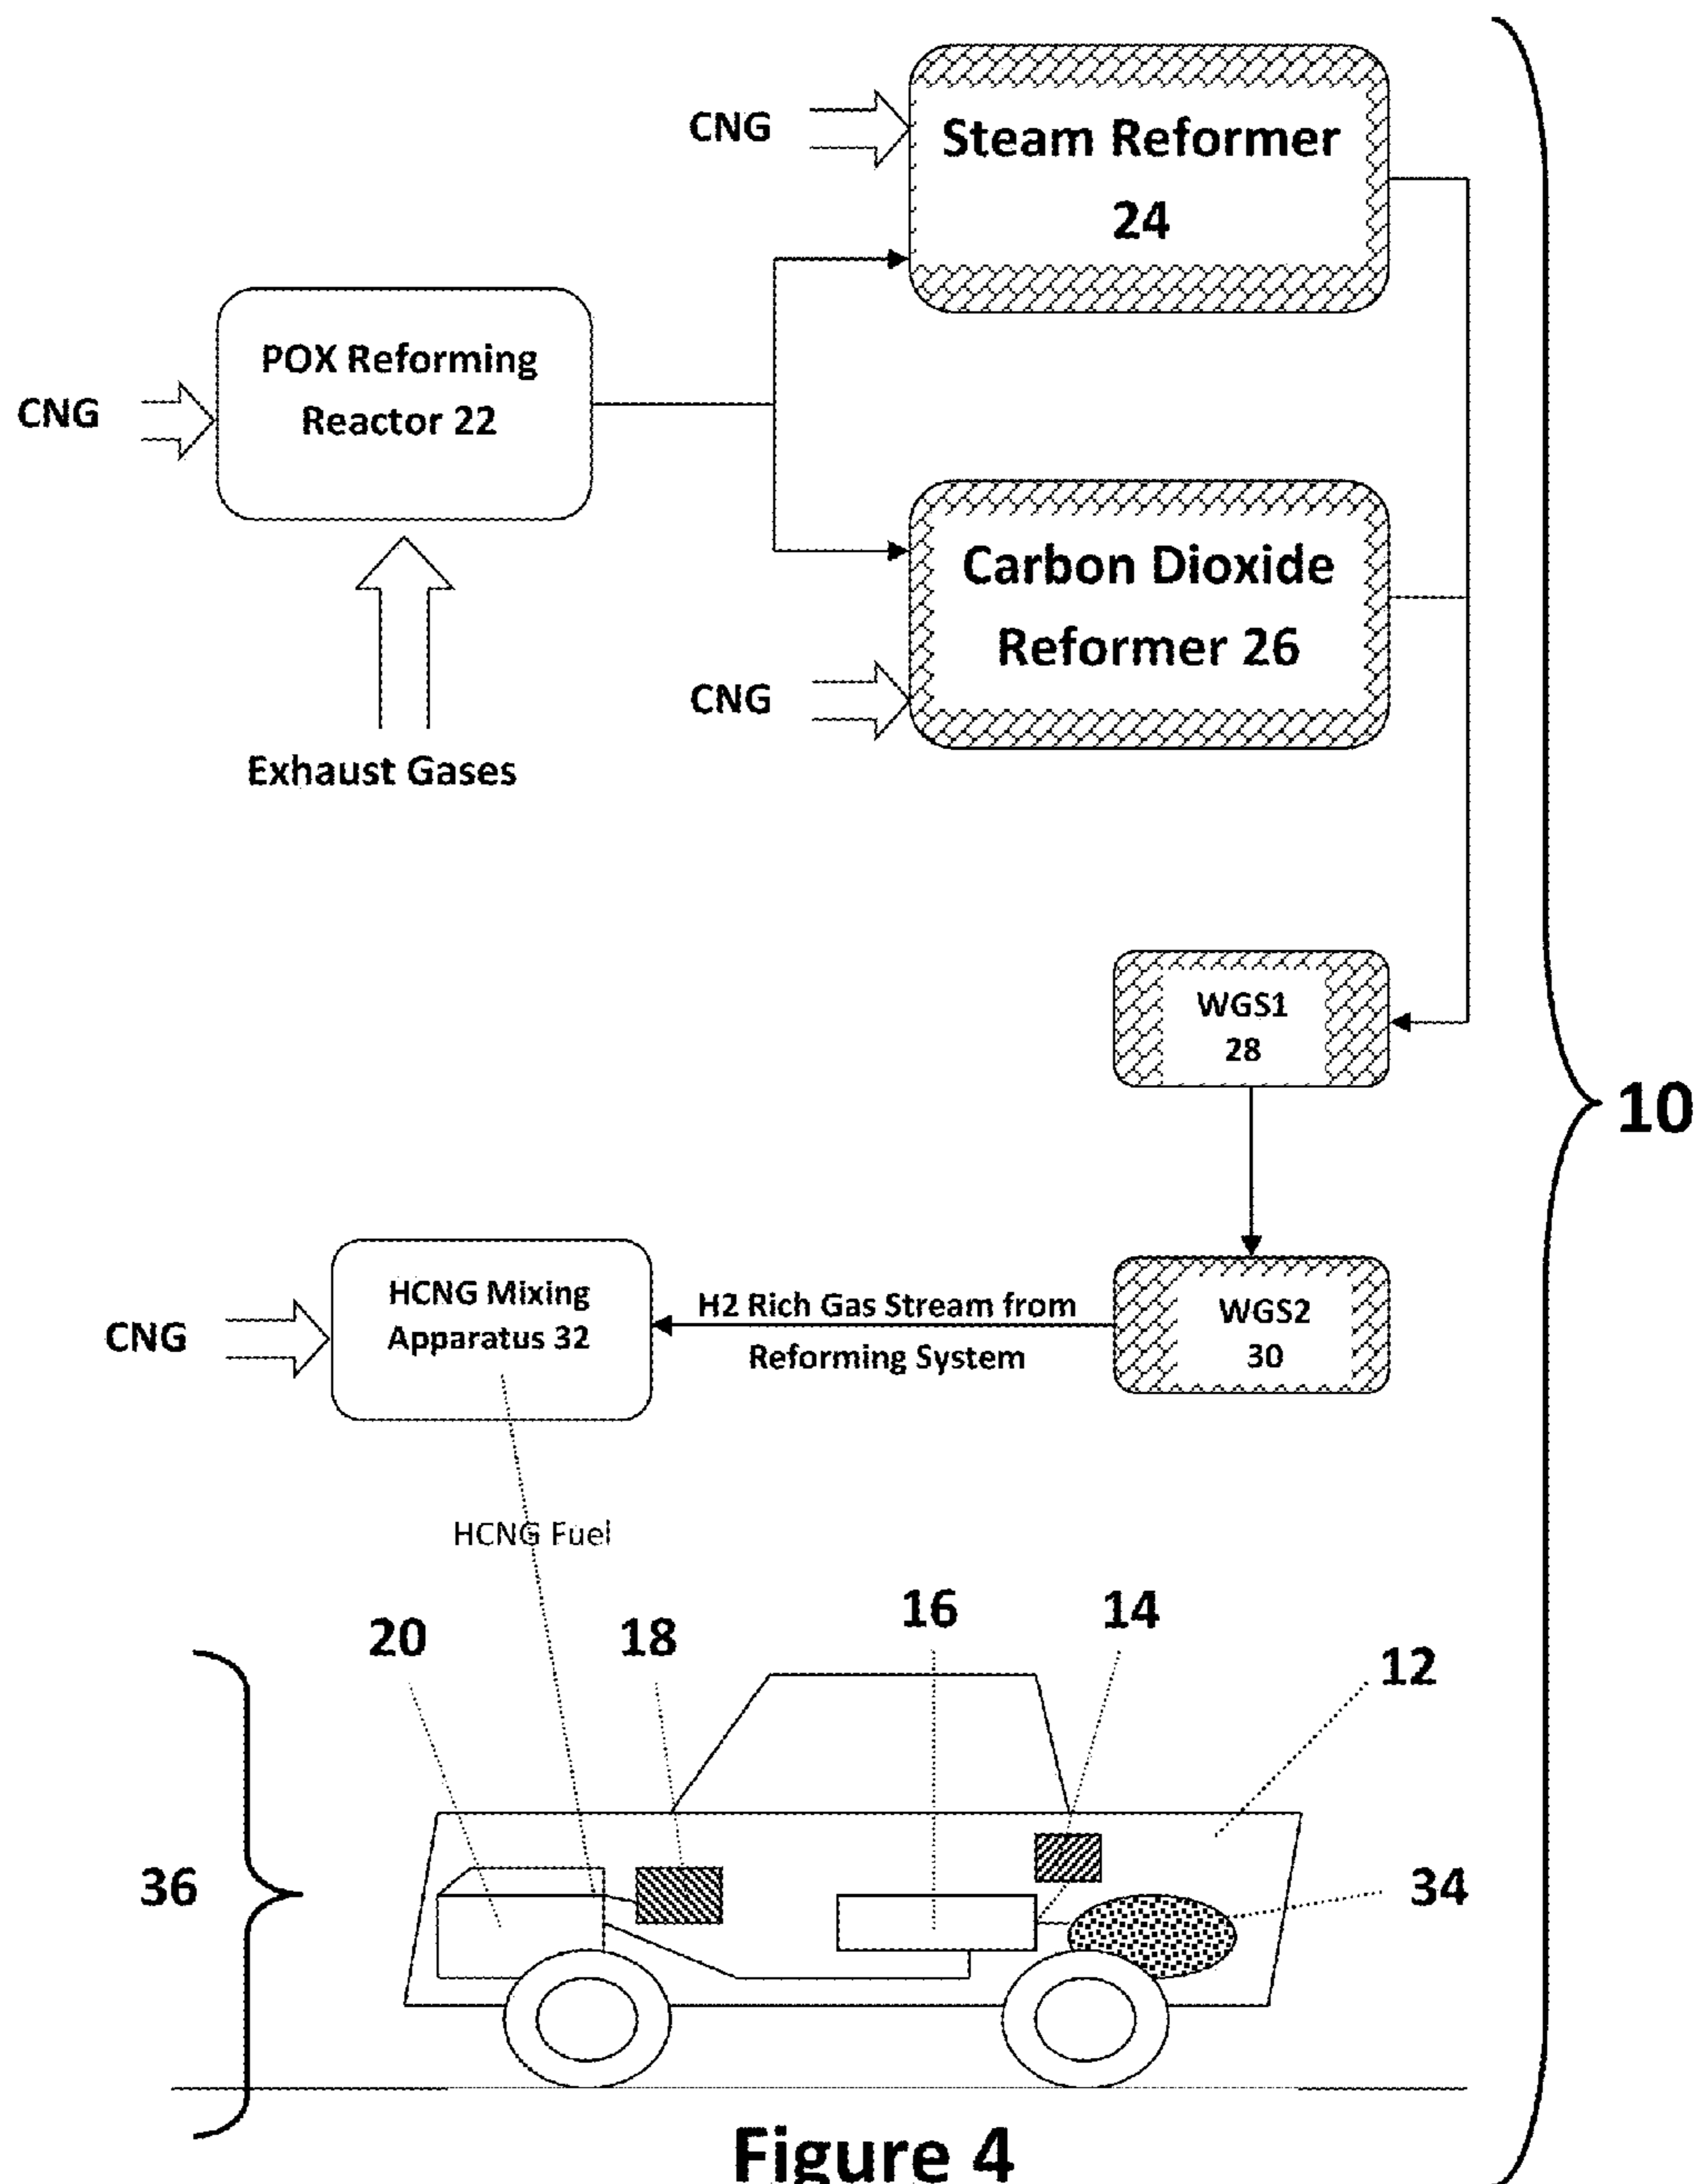 CNG
Steam Reformer
24
POX Reforming
Reactor 22
CNG
Carbon Dioxide
Reformer 26
CNG
Exhaust Gases
WGS1
28
10
HCNG Mixing
Apparatus 32
CNG
H2 Rich Gas Stream from
Reforming System
WGS2
30
HCNG Fuel
20
18
16
14
12
36
34
Figure 4